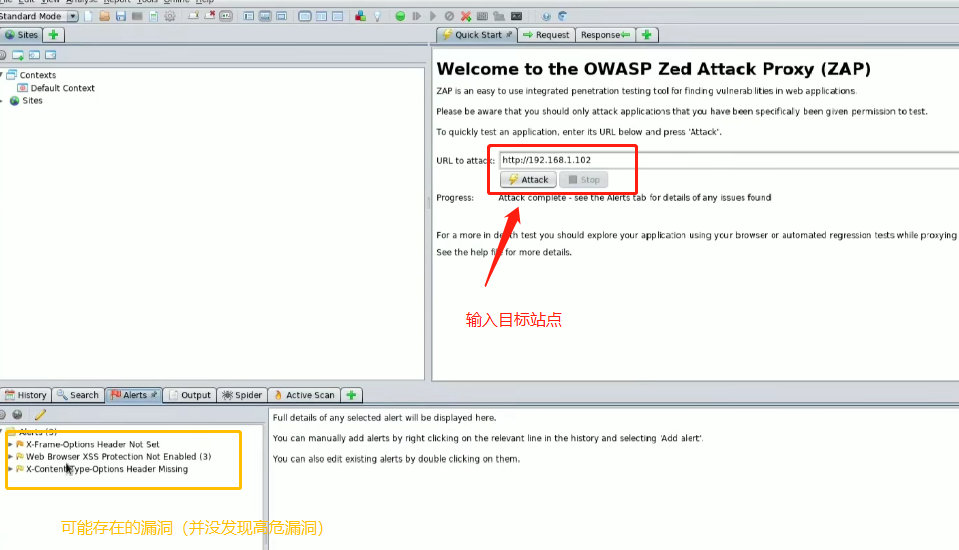 Standard Mode
Sites
Quick Start
Request
Response
Contexts
Default Context
Sites
Welcome to the OWASP Zed Attack Proxy (ZAP)
ZAP is an easy to use integrated penetration testing tool for finding vulnerabilities in web applications.
Please be aware that you should only attack applications that you have been specifically been given permission to test.
To quickly test an application, enter its URL below and press 'Attack'.
URL to attack:
http://192.168.1.102
Attack
Stop
Progress:
Attack complete - see the Alerts tab for details of any issues found
For a more in depth test you should explore your application using your browser or automated regression tests while proxying
See the help file for more details.
输入目标站点
History
Search
Alerts
Output
Spider
Active Scan
Alerts (3)
X-Frame-Options Header Not Set
Web Browser XSS Protection Not Enabled (3)
X-Content-Type-Options Header Missing
Full details of any selected alert will be displayed here.
You can manually add alerts by right clicking on the relevant line in the history and selecting 'Add alert'.
You can also edit existing alerts by double clicking on them.
可能存在的漏洞（并没发现高危漏洞）